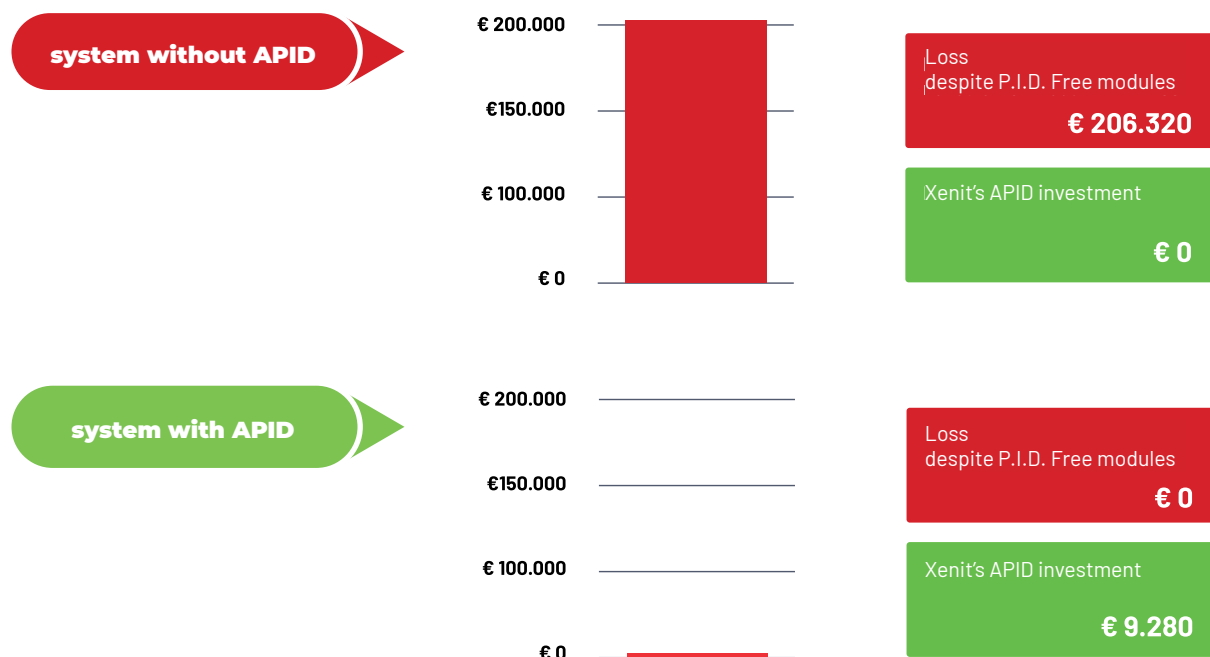 system without APID
€ 200.000
€150.000
€ 100.000
€ 0
Loss
despite P.I.D. Free modules
€ 206.320
Xenit's APID investment
€ 0
system with APID
€ 200.000
€150.000
€ 100.000
€ 0
Loss
despite P.I.D. Free modules
€ 0
Xenit's APID investment
€ 9.280